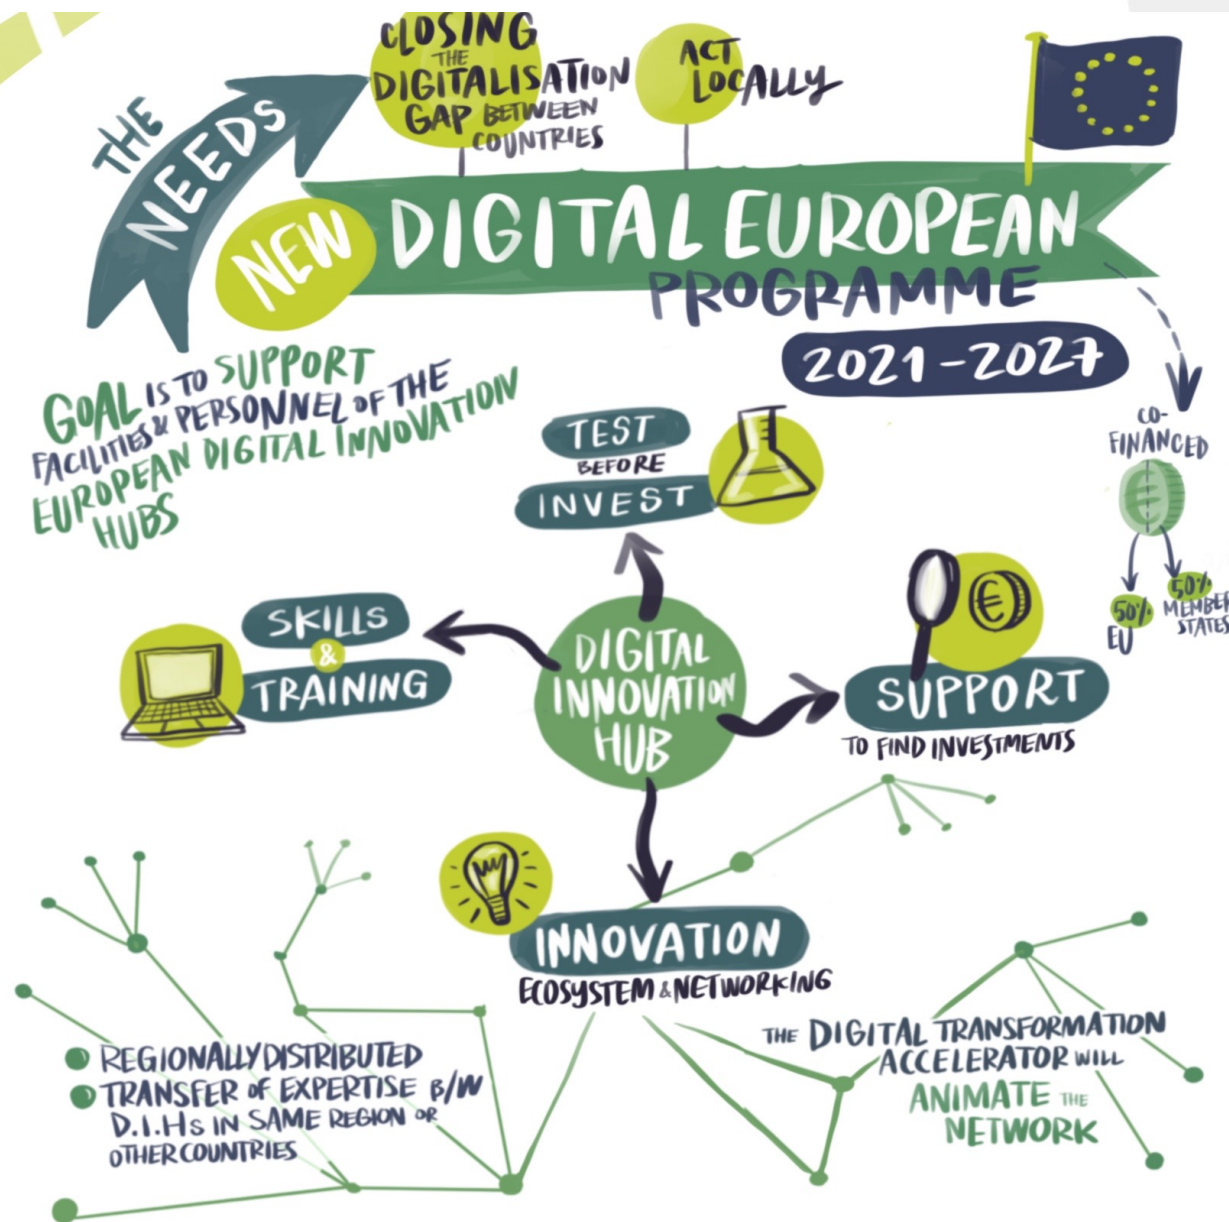 THE
NEEDS
CLOSING
THE
DIGITALISATION
GAP BETWEEN
COUNTRIES
ACT
LOCALLY
NEW
DIGITAL EUROPEAN
PROGRAMME
2021-2027
GOAL IS TO SUPPORT
FACILITIES & PERSONNEL OF THE
EUROPEAN DIGITAL INNOVATION
HUBS
CO-
FINANCED
50%
EU
50%
MEMBER
STATES
TEST
BEFORE
INVEST
SKILLS
&
TRAINING
DIGITAL
INNOVATION
HUB
€
SUPPORT
TO FIND INVESTMENTS
INNOVATION
ECOSYSTEM & NETWORKING
REGIONALLY DISTRIBUTED
TRANSFER OF EXPERTISE B/W
D.I.HS IN SAME REGION OR
OTHER COUNTRIES
THE DIGITAL TRANSFORMATION
ACCELERATOR WILL
ANIMATE THE
NETWORK